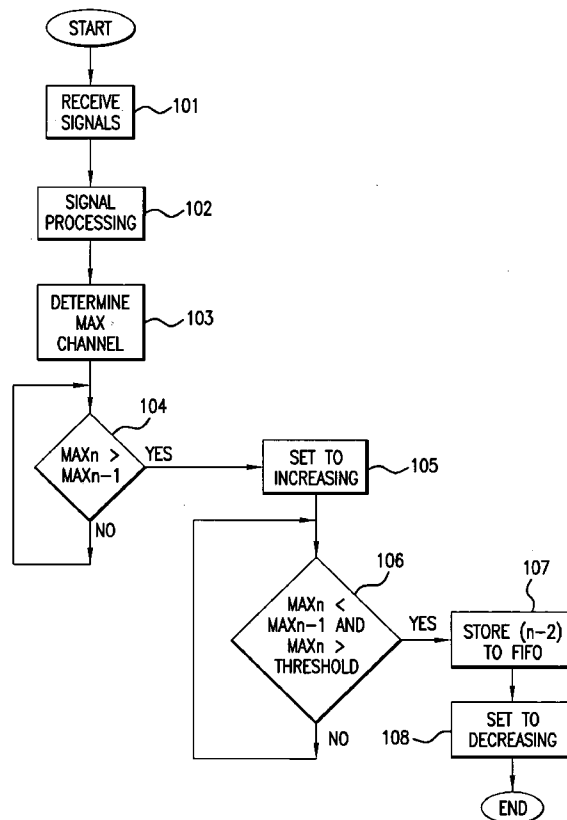 START
RECEIVE
SIGNALS
101
SIGNAL
PROCESSING
102
DETERMINE
MAX
CHANNEL
103
104
MAXn >
MAXn-1
YES
NO
SET TO
INCREASING
105
106
MAXn <
MAXn-1 AND
MAXn >
THRESHOLD
YES
NO
107
STORE (n-2)
TO FIFO
108
SET TO
DECREASING
END